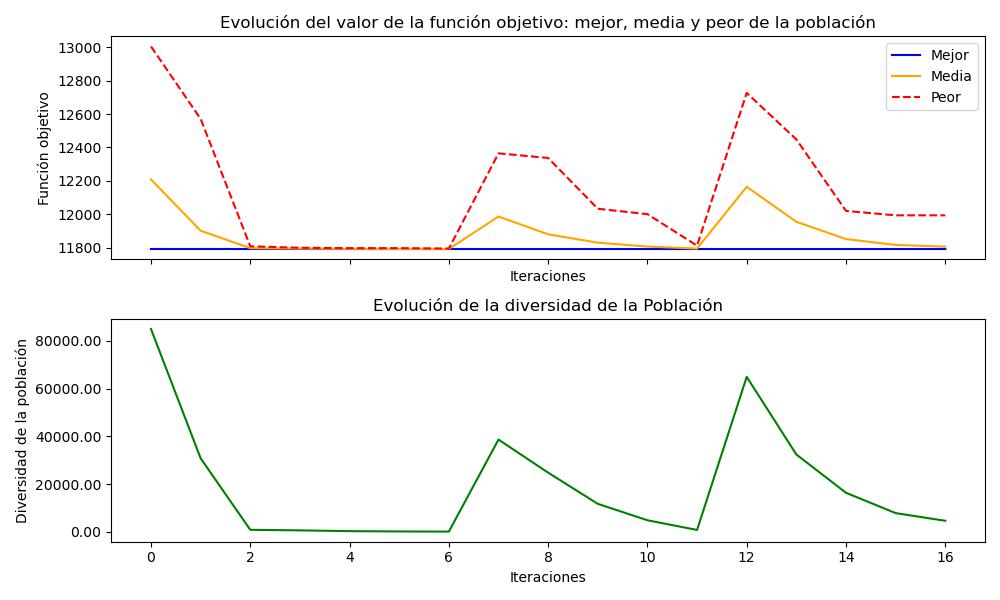 Evolución del valor de la función objetivo: mejor, media y peor de la población
Función objetivo
13000
12800
12600
12400
12200
12000
11800
Mejor
Media
Peor
Iteraciones
Evolución de la diversidad de la Población
Diversidad de la población
80000.00
60000.00
40000.00
20000.00
0.00
0 2 4 6 8 10 12 14 16
Iteraciones